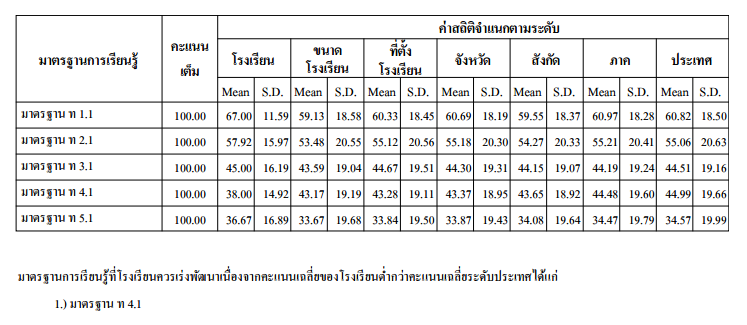 ค่าสถิติจำแนกตามระดับ
มาตรฐานการเรียนรู้ คะแนนเต็ม โรงเรียน ขนาดโรงเรียน ที่ตั้งโรงเรียน จังหวัด สังกัด ภาค ประเทศ
Mean S.D. Mean S.D. Mean S.D. Mean S.D. Mean S.D. Mean S.D. Mean S.D.
มาตรฐาน ท 1.1 100.00 67.00 11.59 59.13 18.58 60.33 18.45 60.69 18.19 59.55 18.37 60.97 18.28 60.82 18.50
มาตรฐาน ท 2.1 100.00 57.92 15.97 53.48 20.55 55.12 20.56 55.18 20.30 54.27 20.33 55.21 20.41 55.06 20.63
มาตรฐาน ท 3.1 100.00 45.00 16.19 43.59 19.04 44.67 19.51 44.30 19.31 44.15 19.07 44.19 19.24 44.51 19.16
มาตรฐาน ท 4.1 100.00 38.00 14.92 43.17 19.19 43.28 19.11 43.37 18.95 43.65 18.92 44.48 19.60 44.99 19.66
มาตรฐาน ท 5.1 100.00 36.67 16.89 33.67 19.68 33.84 19.50 33.87 19.43 34.08 19.64 34.47 19.79 34.57 19.99
มาตรฐานการเรียนรู้ที่โรงเรียนควรเร่งพัฒนาเนื่องจากคะแนนเฉลี่ยของโรงเรียนต่ำกว่าคะแนนเฉลี่ยระดับประเทศได้แก่
1.) มาตรฐาน ท 4.1